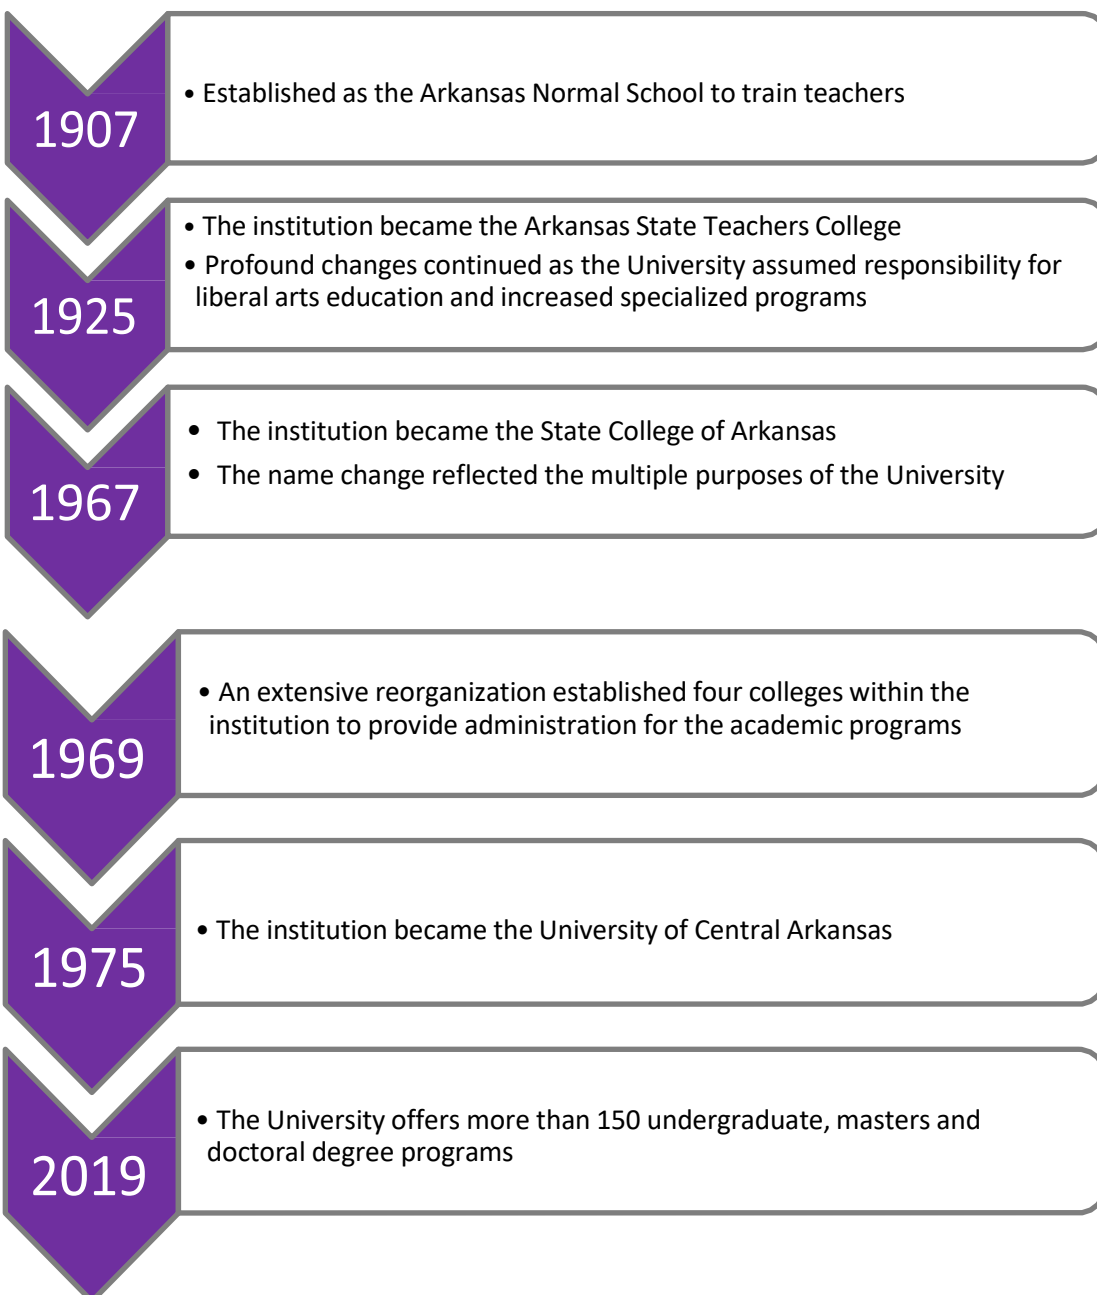 1907
• Established as the Arkansas Normal School to train teachers
1925
• The institution became the Arkansas State Teachers College
• Profound changes continued as the University assumed responsibility for
liberal arts education and increased specialized programs
1967
• The institution became the State College of Arkansas
• The name change reflected the multiple purposes of the University
1969
• An extensive reorganization established four colleges within the
institution to provide administration for the academic programs
1975
• The institution became the University of Central Arkansas
2019
• The University offers more than 150 undergraduate, masters and
doctoral degree programs